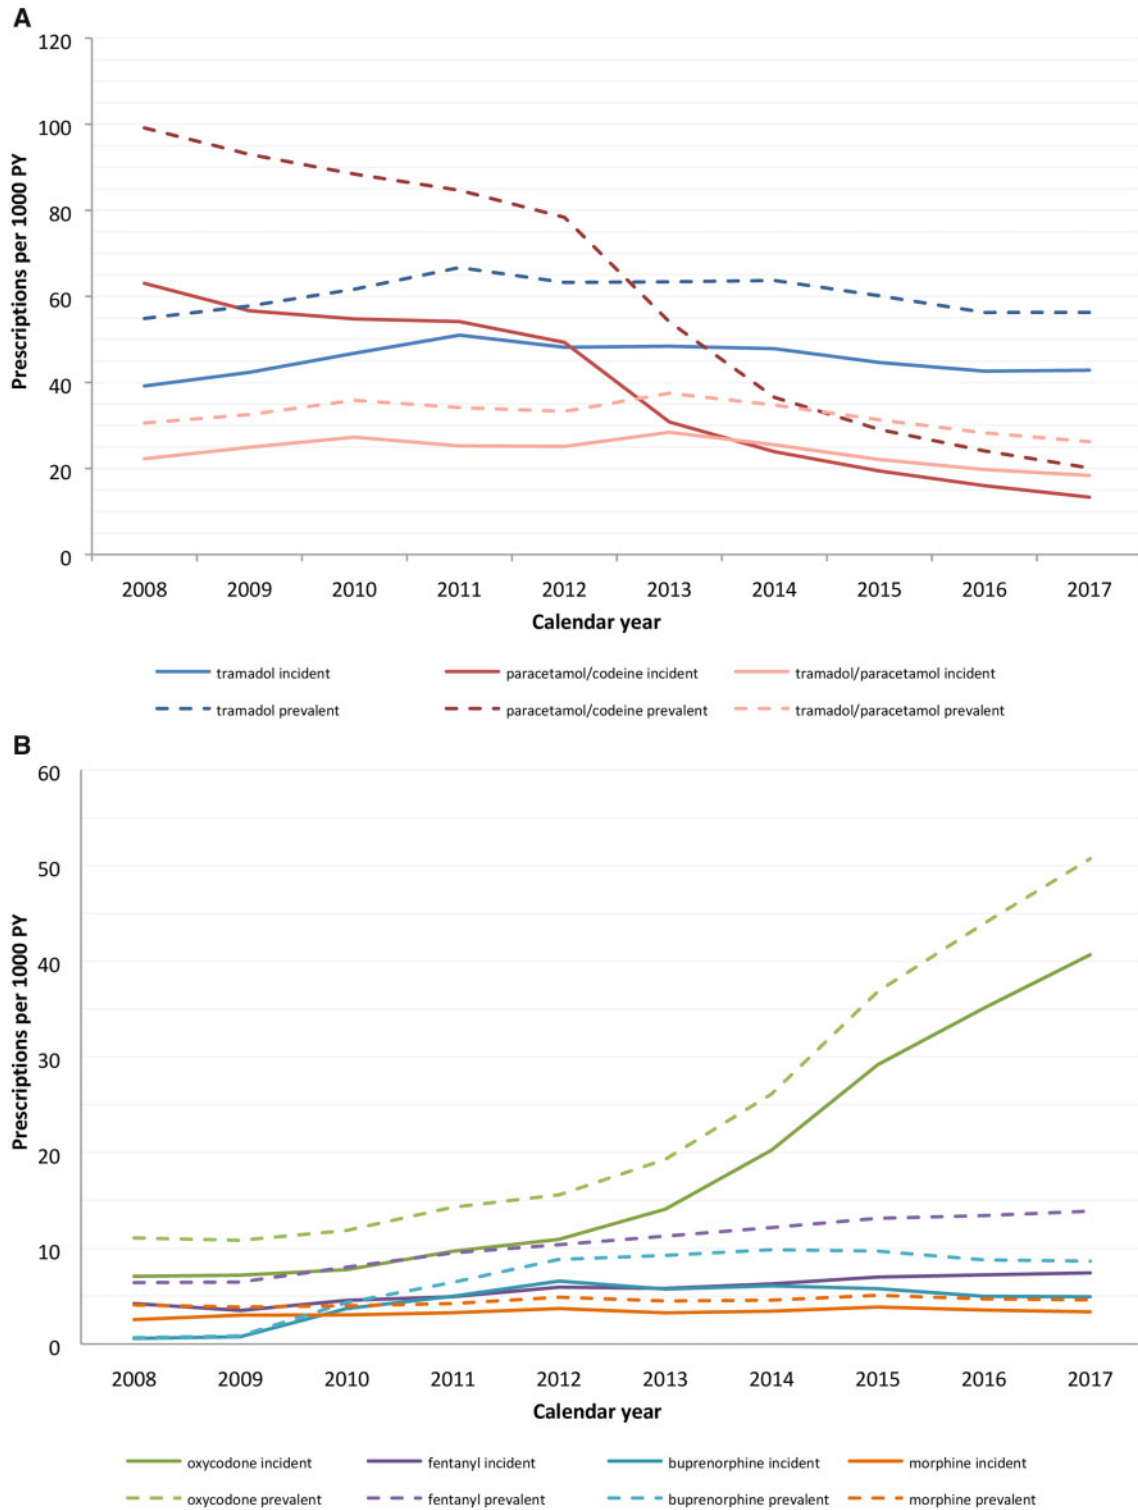 A
120
100
80
60
40
20
0
Prescriptions per 1000 PY
2008 2009 2010 2011 2012 2013 2014 2015 2016 2017
Calendar year
tramadol incident paracetamol/codeine incident tramadol/paracetamol incident
tramadol prevalent paracetamol/codeine prevalent tramadol/paracetamol prevalent
B
60
50
40
30
20
10
0
Prescriptions per 1000 PY
2008 2009 2010 2011 2012 2013 2014 2015 2016 2017
Calendar year
oxycodone incident fentanyl incident buprenorphine incident morphine incident
oxycodone prevalent fentanyl prevalent buprenorphine prevalent morphine prevalent